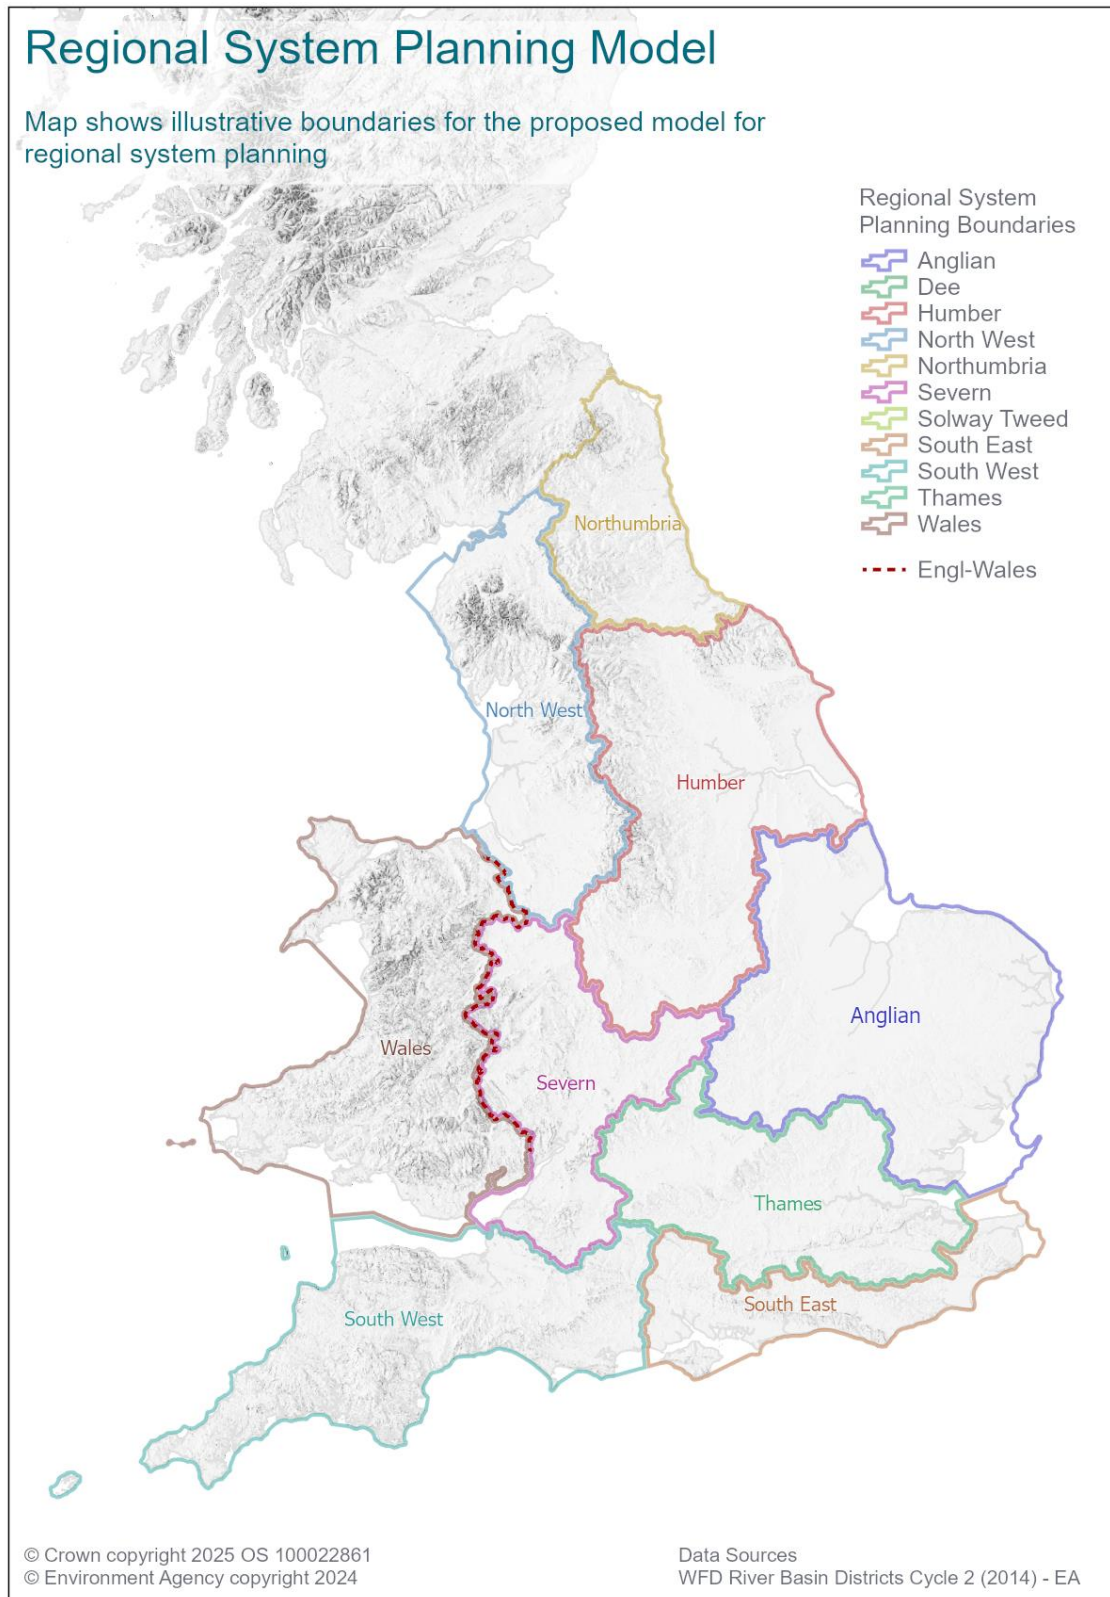 Regional System Planning Model
Map shows illustrative boundaries for the proposed model for
regional system planning
Regional System
Planning Boundaries
Anglian
Dee
Humber
North West
Northumbria
Severn
Solway Tweed
South East
South West
Thames
Wales
Engl-Wales
Northumbria
North West
Humber
Anglian
Wales
Severn
Thames
South East
South West
© Crown copyright 2025 OS 100022861
© Environment Agency copyright 2024
Data Sources
WFD River Basin Districts Cycle 2 (2014) - EA